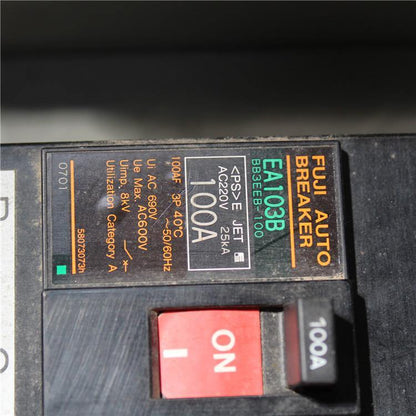 FUJI AUTO
BREAKER
EA103B
BB3EEB-100
<PS>E JET
AC220V 25kA
100A
100AF 3P 40℃
~50/60Hz
Ui AC 690V
Ue Max. AC600V
Uimp. 8kV
Utilization Category A
0701
58073073h
ON
100A